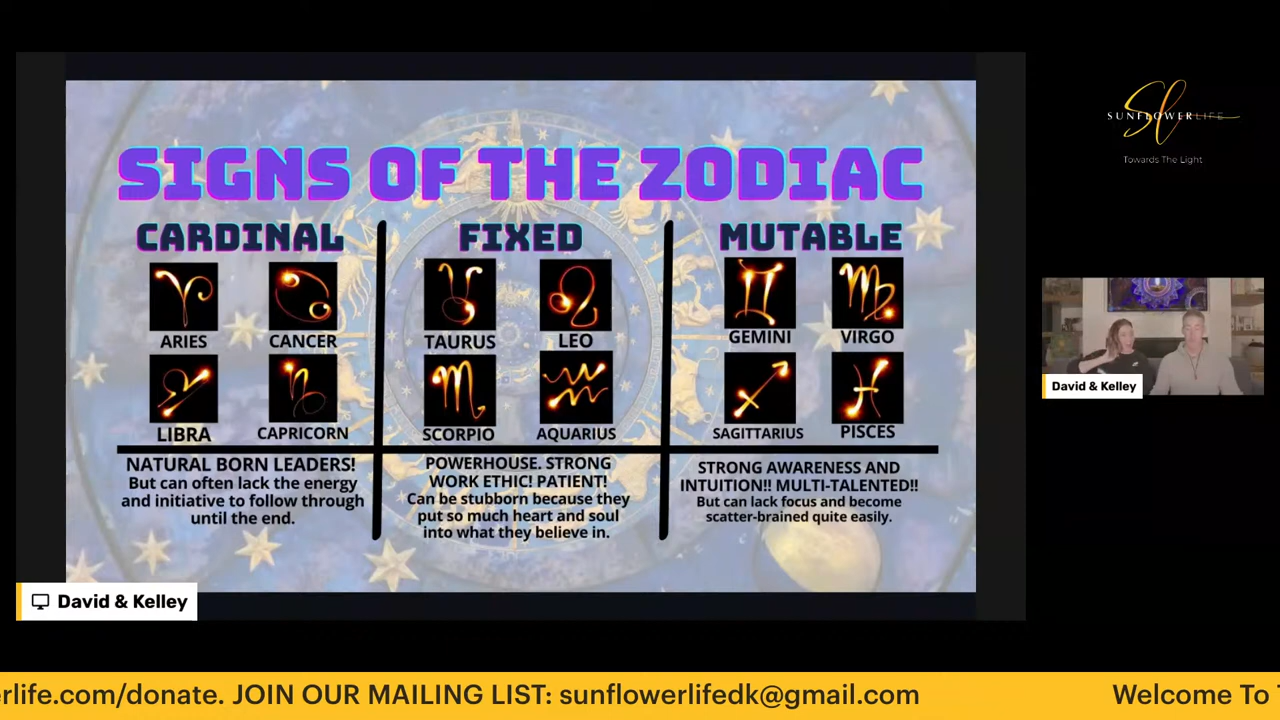 SIGNS OF THE ZODIAC
CARDINAL
ARIES
CANCER
LIBRA
CAPRICORN
NATURAL BORN LEADERS!
But can often lack the energy
and initiative to follow through
until the end.
FIXED
TAURUS
LEO
SCORPIO
AQUARIUS
POWERHOUSE. STRONG
WORK ETHIC! PATIENT!
Can be stubborn because they
put so much heart and soul
into what they believe in.
MUTABLE
GEMINI
VIRGO
SAGITTARIUS
PISCES
STRONG AWARENESS AND
INTUITION!! MULTI-TALENTED!!
But can lack focus and become
scatter-brained quite easily.
David & Kelley
SUNFLOWERLIFE
Towards The Light
David & Kelley
erlife.com/donate. JOIN OUR MAILING LIST: sunflowerlifedk@gmail.com Welcome To